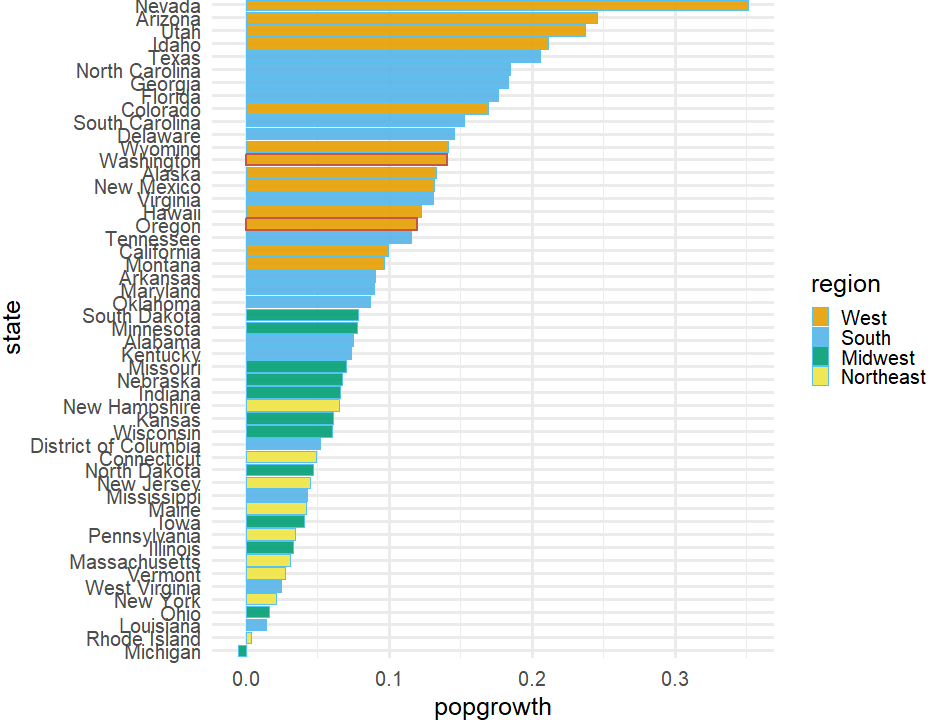 Nevada
Arizona
Utah
Idaho
Texas
North Carolina
Georgia
Florida
Colorado
South Carolina
Delaware
Wyoming
Washington
Alaska
New Mexico
Virginia
Hawaii
Oregon
Tennessee
California
Montana
Arkansas
Maryland
Oklahoma
South Dakota
Minnesota
Alabama
Kentucky
Missouri
Nebraska
Indiana
New Hampshire
Kansas
Wisconsin
District of Columbia
Connecticut
North Dakota
New Jersey
Mississippi
Maine
Iowa
Pennsylvania
Illinois
Massachusetts
Vermont
West Virginia
New York
Ohio
Louisiana
Rhode Island
Michigan
state
0.0 0.1 0.2 0.3
popgrowth
region
West
South
Midwest
Northeast